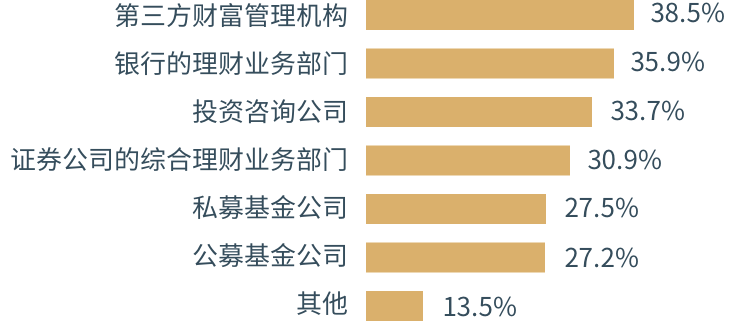 第三方财富管理机构 38.5%
银行的理财业务部门 35.9%
投资咨询公司 33.7%
证券公司的综合理财业务部门 30.9%
私募基金公司 27.5%
公募基金公司 27.2%
其他 13.5%